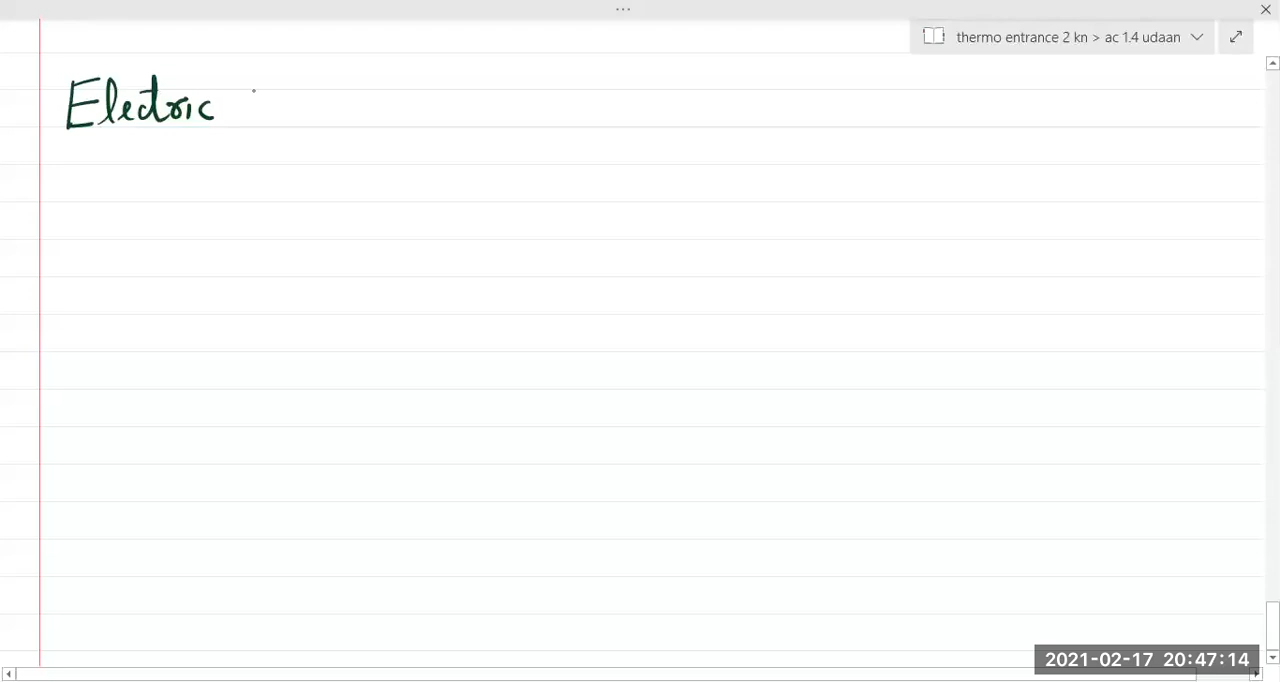 ...
thermo entrance 2 kn > ac 1.4 udaan
Electric
2021-02-17 20:47:14